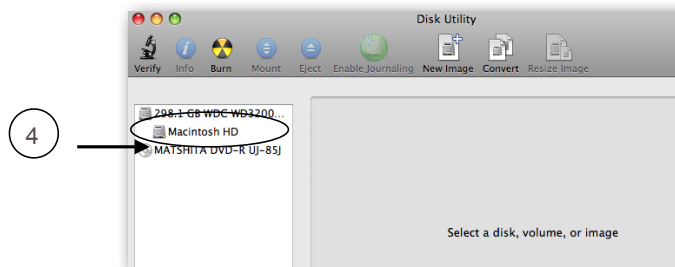 Disk Utility
Verify Info Burn Mount Eject Enable Journaling New Image Convert Resize Image
298.1 GB WDC WD3200...
Macintosh HD
4
MATSHITA DVD-R UJ-85J
Select a disk, volume, or image